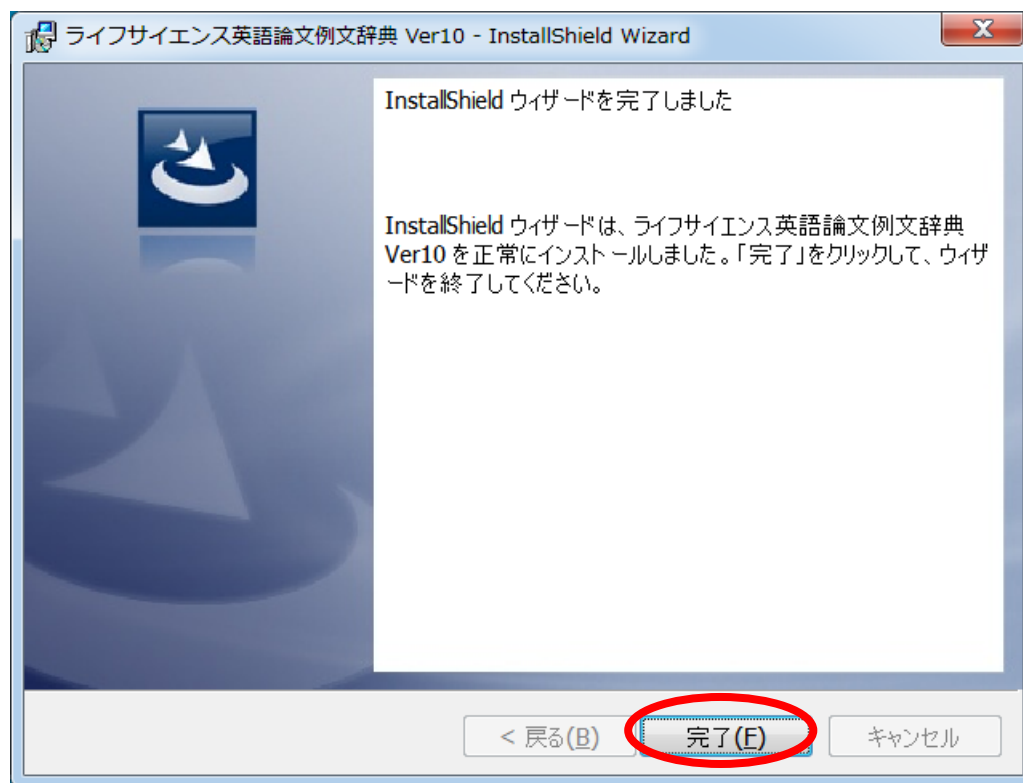 ライフサイエンス英語論文例文辞典 Ver10 - InstallShield Wizard
InstallShield ウィザードを完了しました
InstallShield ウィザードは、ライフサイエンス英語論文例文辞典
Ver10 を正常にインストールしました。「完了」をクリックして、ウィザ
ードを終了してください。
< 戻る(B)
完了(F)
キャンセル